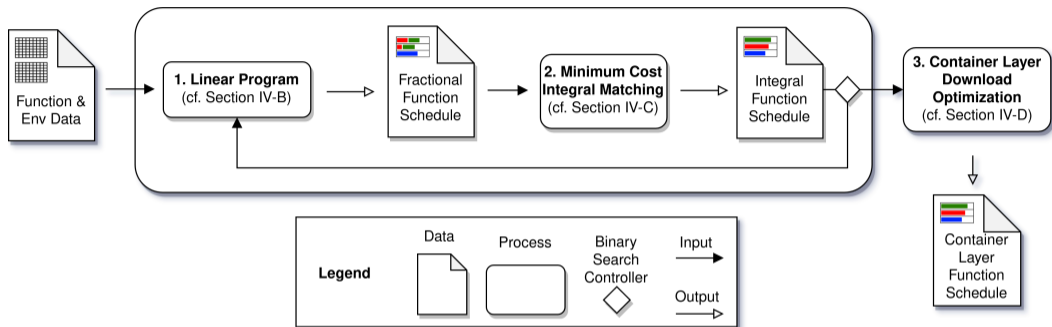 Function &
Env Data
1. Linear Program
(cf. Section IV-B)
Fractional
Function
Schedule
2. Minimum Cost
Integral Matching
(cf. Section IV-C)
Integral
Function
Schedule
3. Container Layer
Download
Optimization
(cf. Section IV-D)
Container
Layer
Function
Schedule
Legend
Data
Process
Binary
Search
Controller
Input
Output